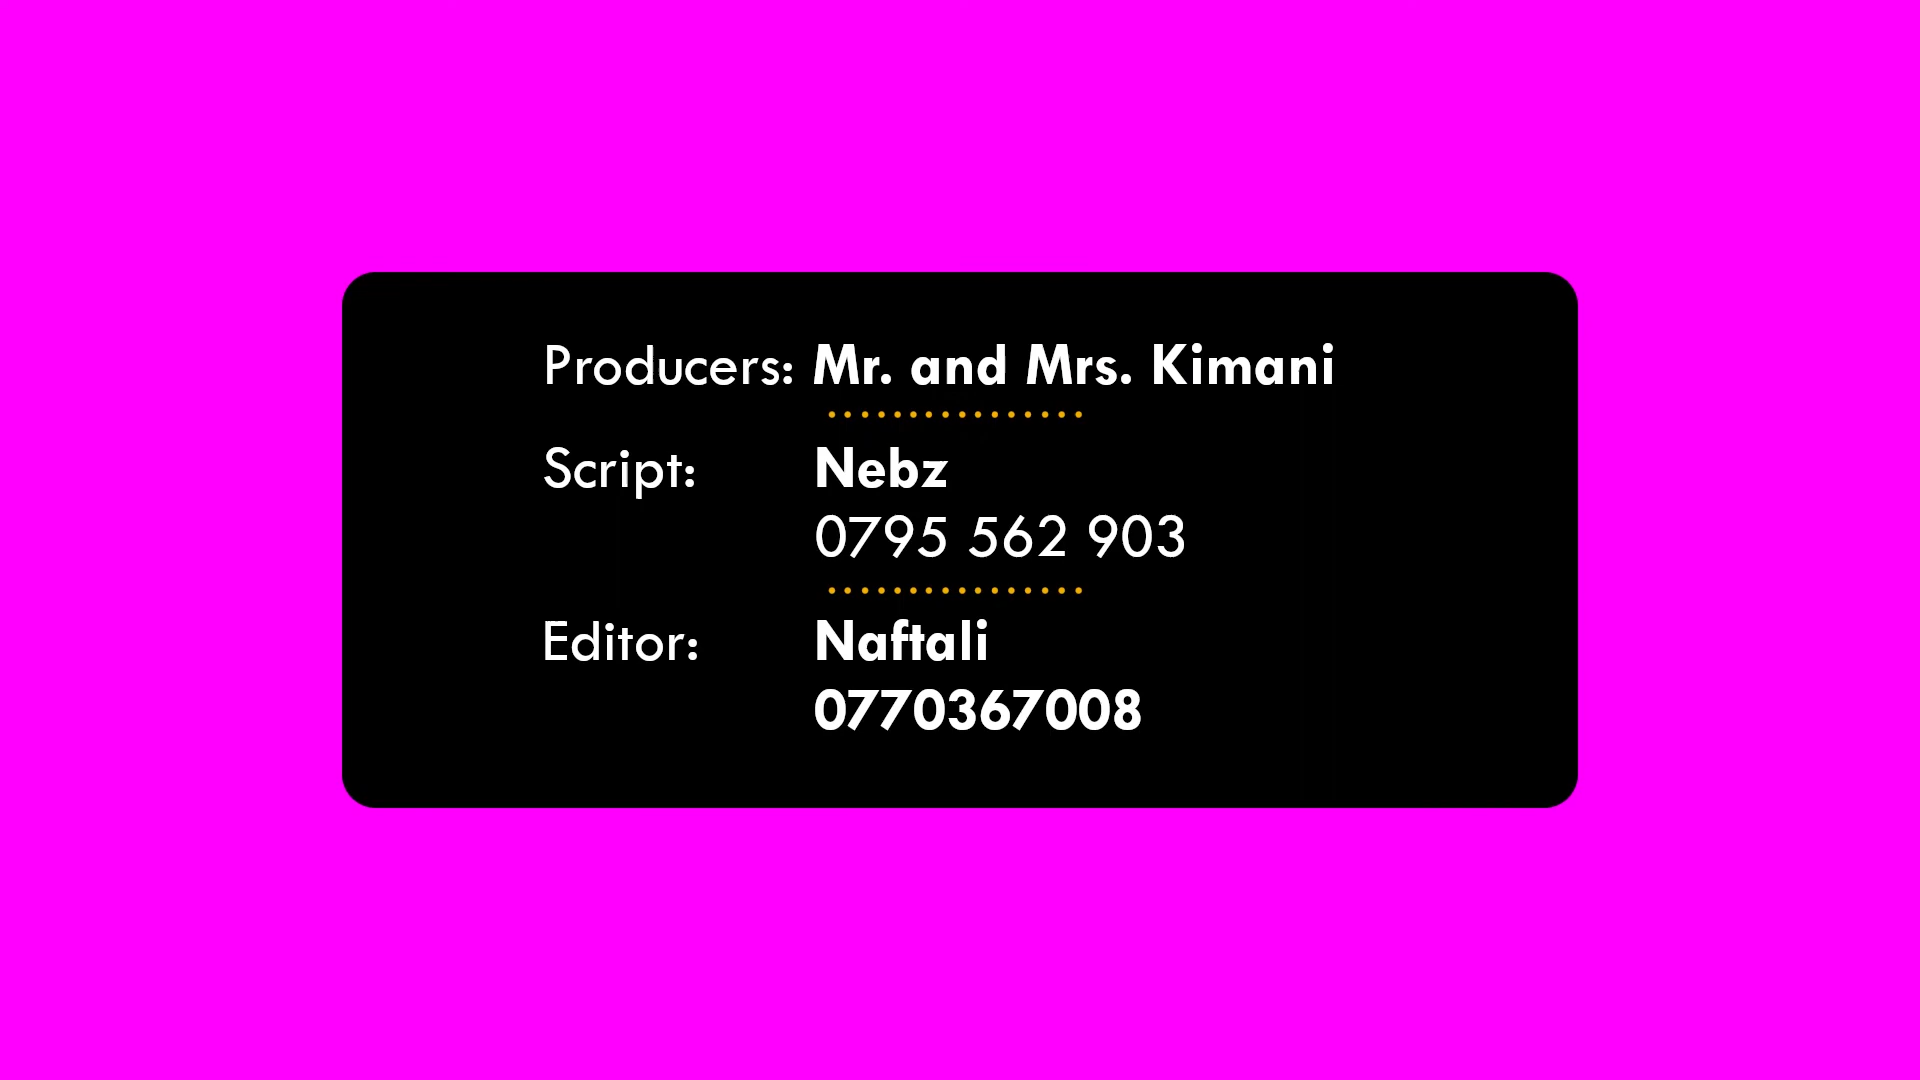 Producers: Mr. and Mrs. Kimani
Script: Nebz
0795 562 903
Editor: Naftali
0770367008